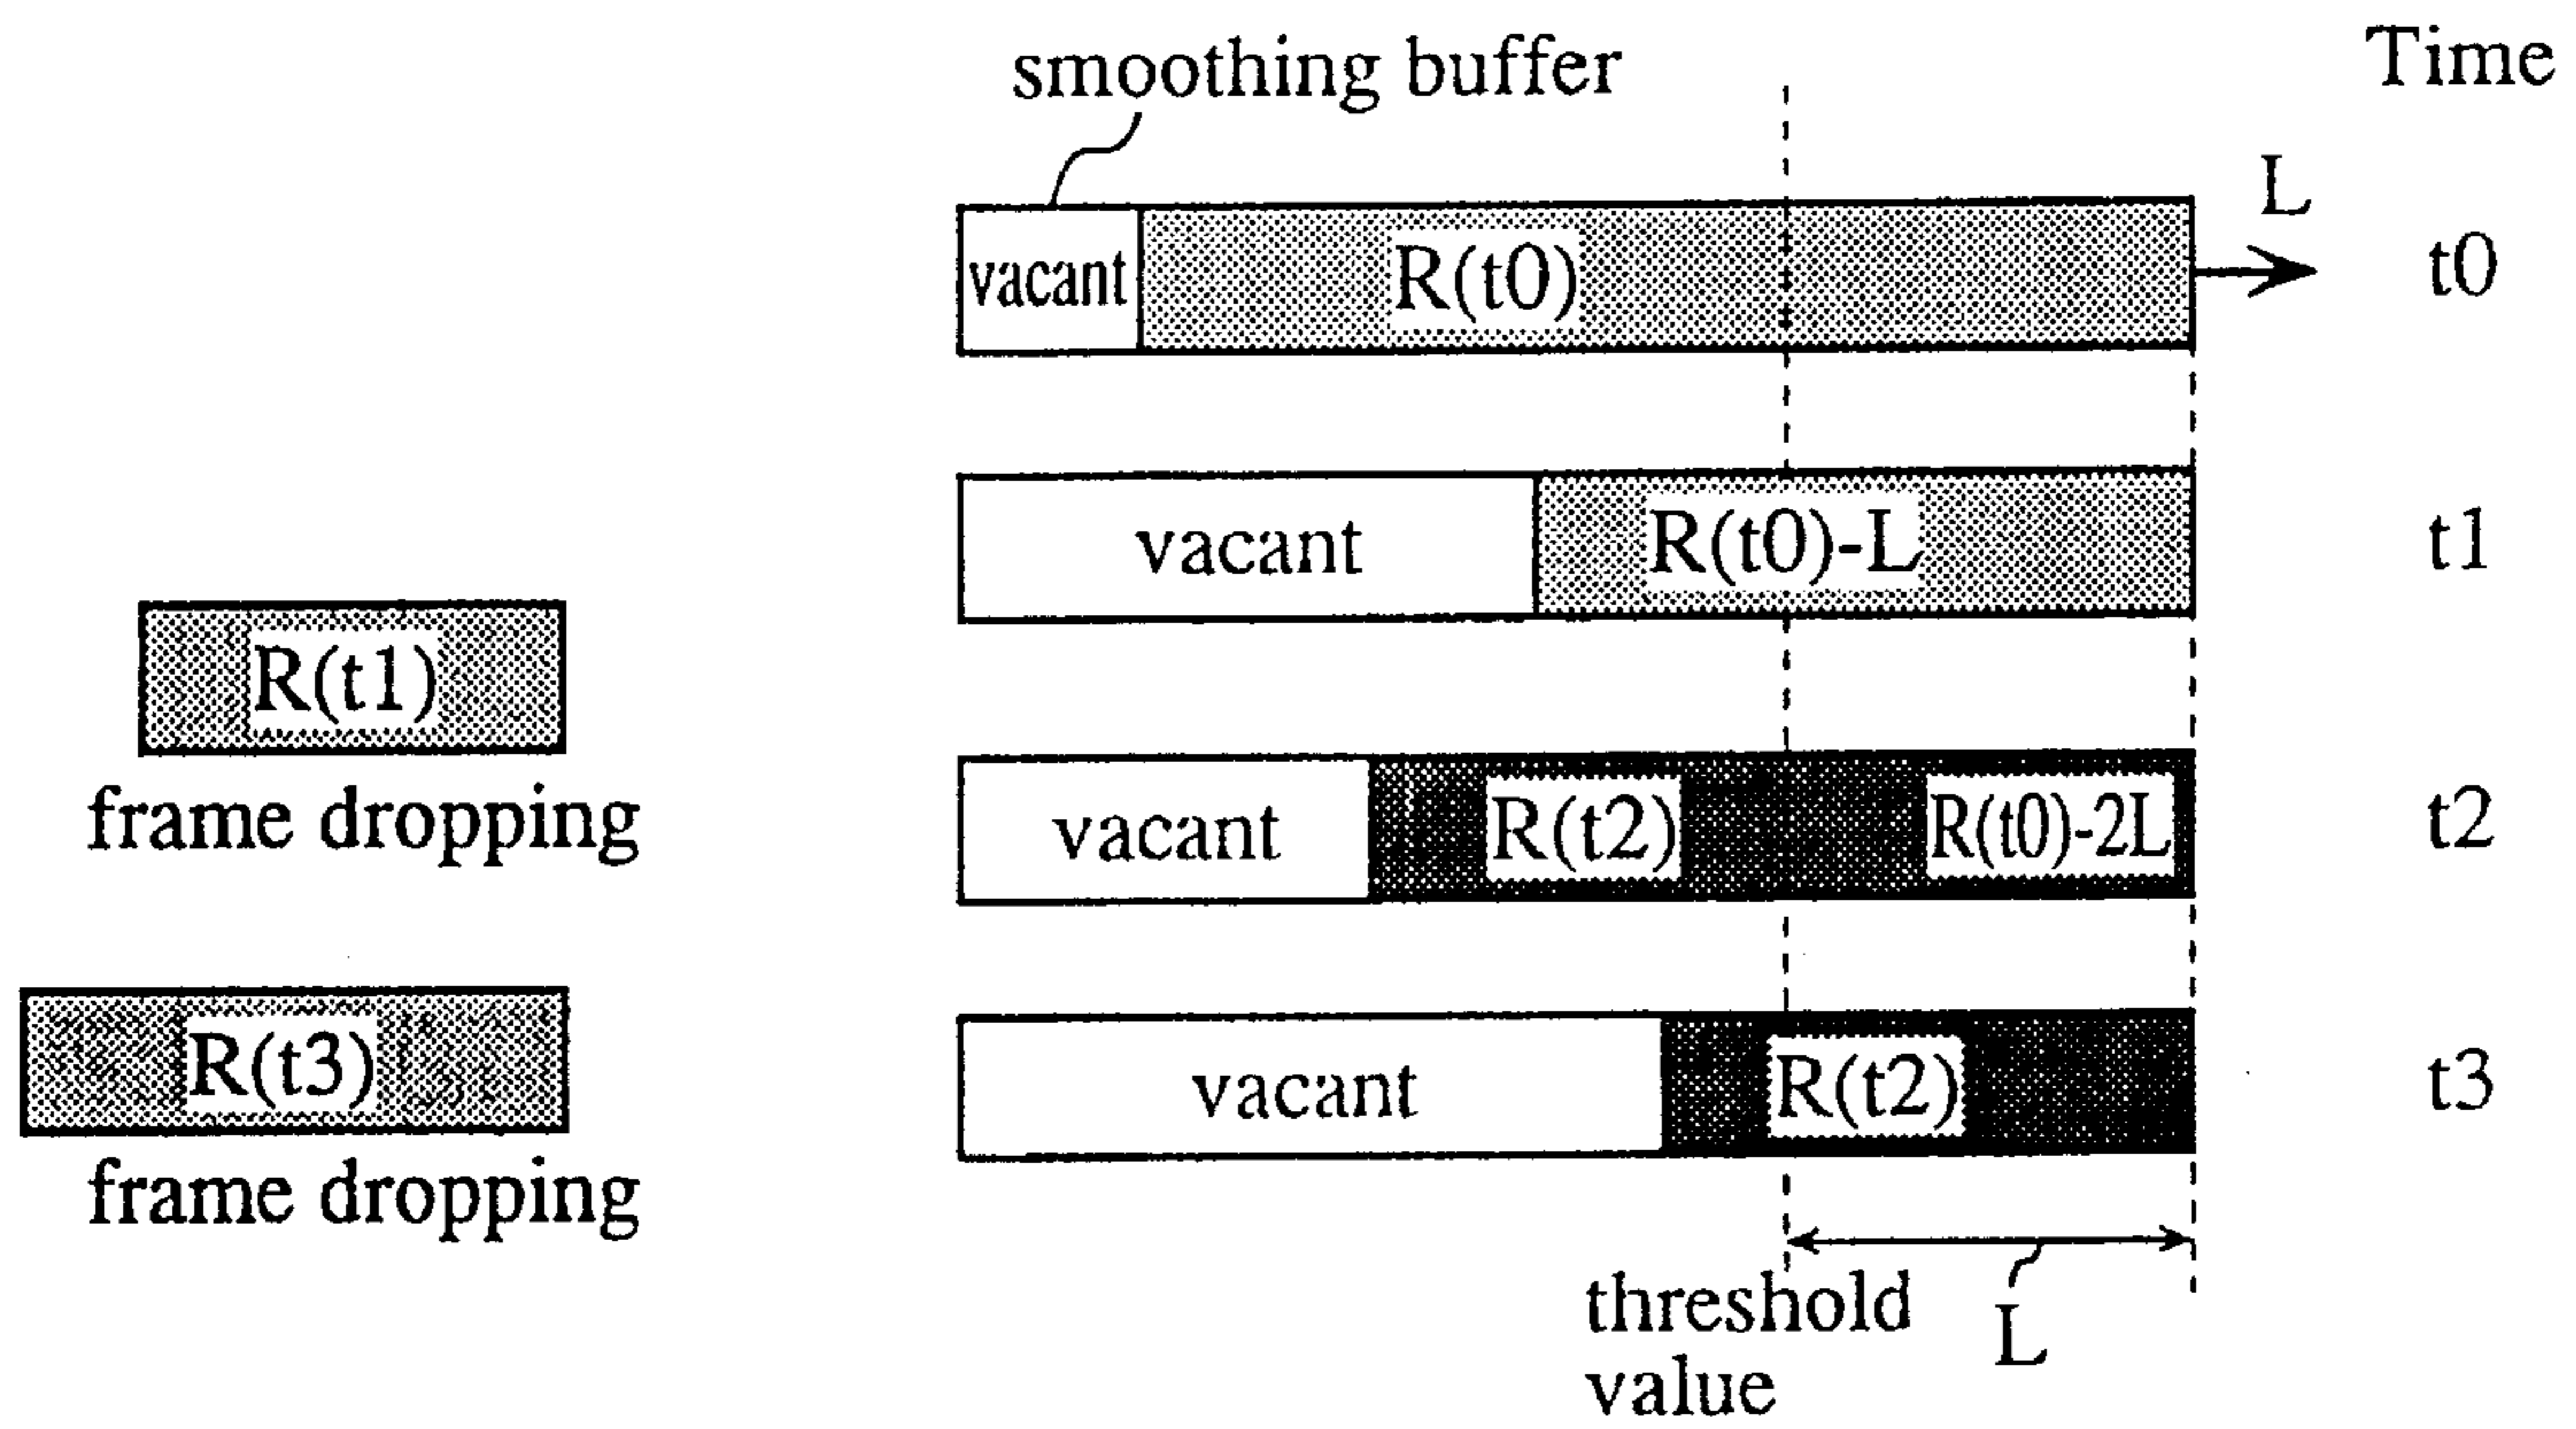 Time
smoothing buffer
L
vacant
R(t0)
t0
vacant
R(t0)-L
t1
R(t1)
frame dropping
vacant
R(t2)
R(t0)-2L
t2
R(t3)
frame dropping
vacant
R(t2)
t3
threshold
value
L